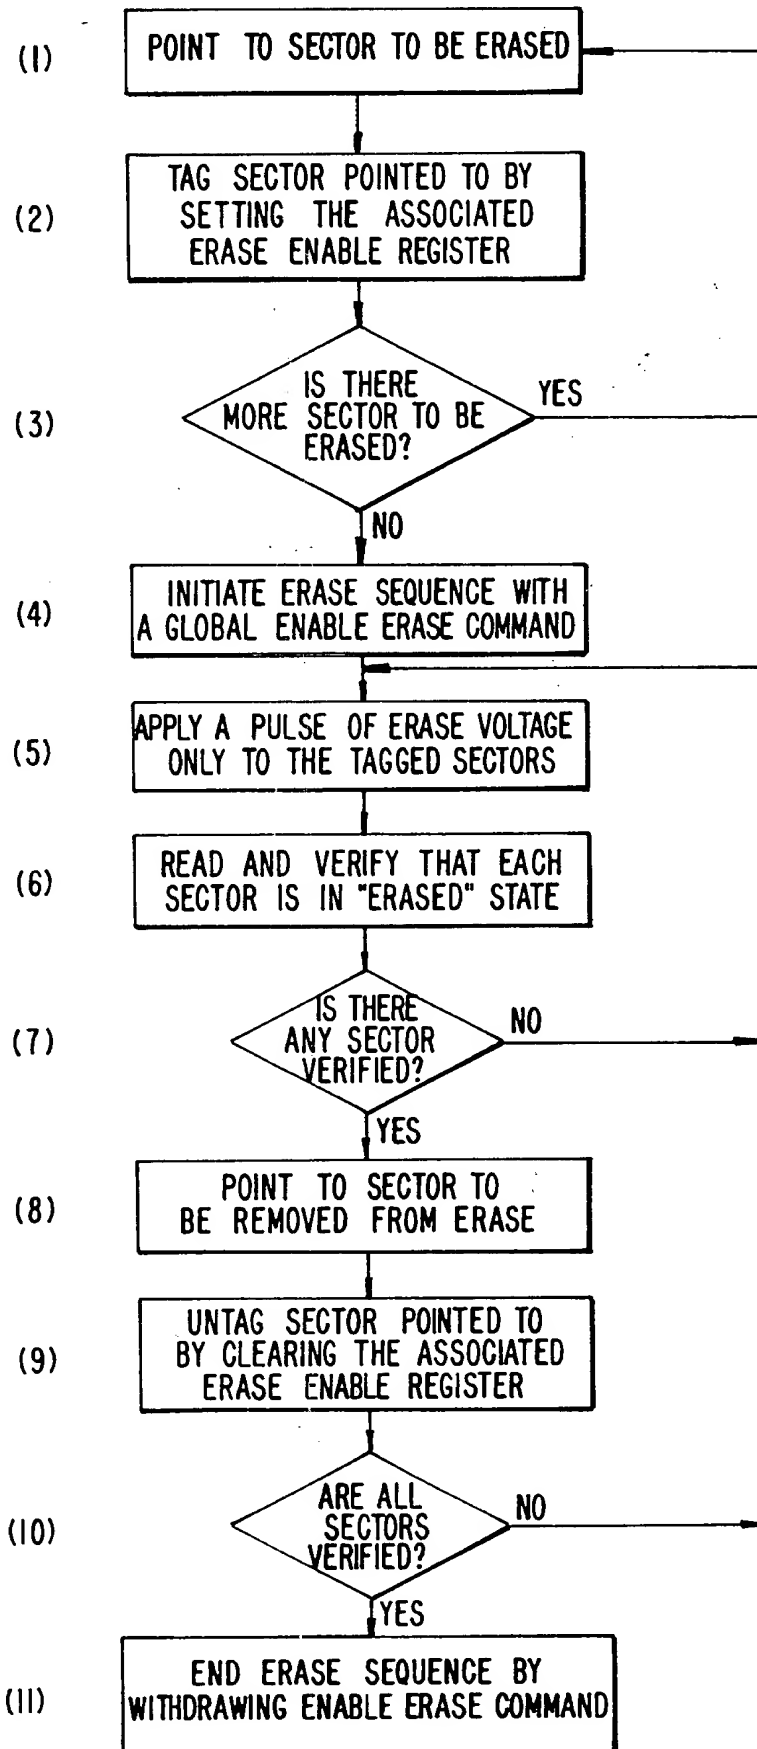 (1)
POINT TO SECTOR TO BE ERASED
(2)
TAG SECTOR POINTED TO BY
SETTING THE ASSOCIATED
ERASE ENABLE REGISTER
(3)
IS THERE
MORE SECTOR TO BE
ERASED?
YES
NO
(4)
INITIATE ERASE SEQUENCE WITH
A GLOBAL ENABLE ERASE COMMAND
(5)
APPLY A PULSE OF ERASE VOLTAGE
ONLY TO THE TAGGED SECTORS
(6)
READ AND VERIFY THAT EACH
SECTOR IS IN "ERASED" STATE
(7)
IS THERE
ANY SECTOR
VERIFIED?
NO
YES
(8)
POINT TO SECTOR TO
BE REMOVED FROM ERASE
(9)
UNTAG SECTOR POINTED TO
BY CLEARING THE ASSOCIATED
ERASE ENABLE REGISTER
(10)
ARE ALL
SECTORS
VERIFIED?
NO
YES
(11)
END ERASE SEQUENCE BY
WITHDRAWING ENABLE ERASE COMMAND